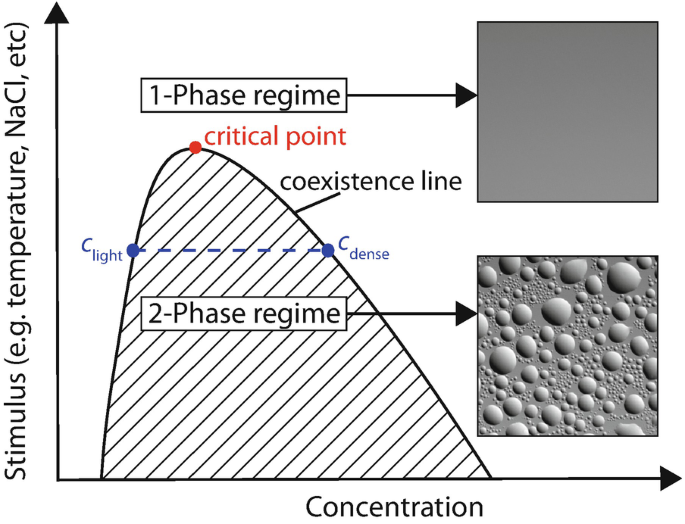 Stimulus (e.g. temperature, NaCl, etc)
1-Phase regime
critical point
coexistence line
c_light
c_dense
2-Phase regime
Concentration